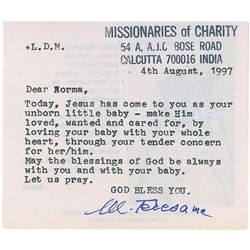 MISSIONARIES of CHARITY
+L.D.M. 54 A, A.J.C BOSE ROAD
CALCUTTA 700016 INDIA
4th August, 1997
Dear Norma,
Today, Jesus has come to you as your
unborn little baby - make Him
loved, wanted and cared for, by
loving your baby with your whole
heart, through your tender concern
for her/him.
May the blessings of God be always
with you and with your baby.
Let us pray.
GOD BLESS YOU.
M. Teresa mc